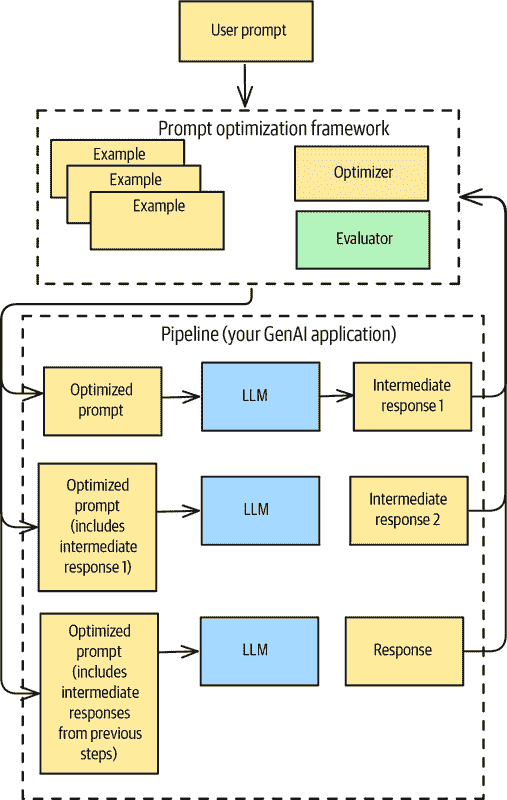 User prompt
Prompt optimization framework
Example
Example
Example
Optimizer
Evaluator
Pipeline (your GenAI application)
Optimized
prompt
LLM
Intermediate
response 1
Optimized
prompt
(includes
intermediate
response 1)
LLM
Intermediate
response 2
Optimized
prompt
(includes
intermediate
responses
from previous
steps)
LLM
Response